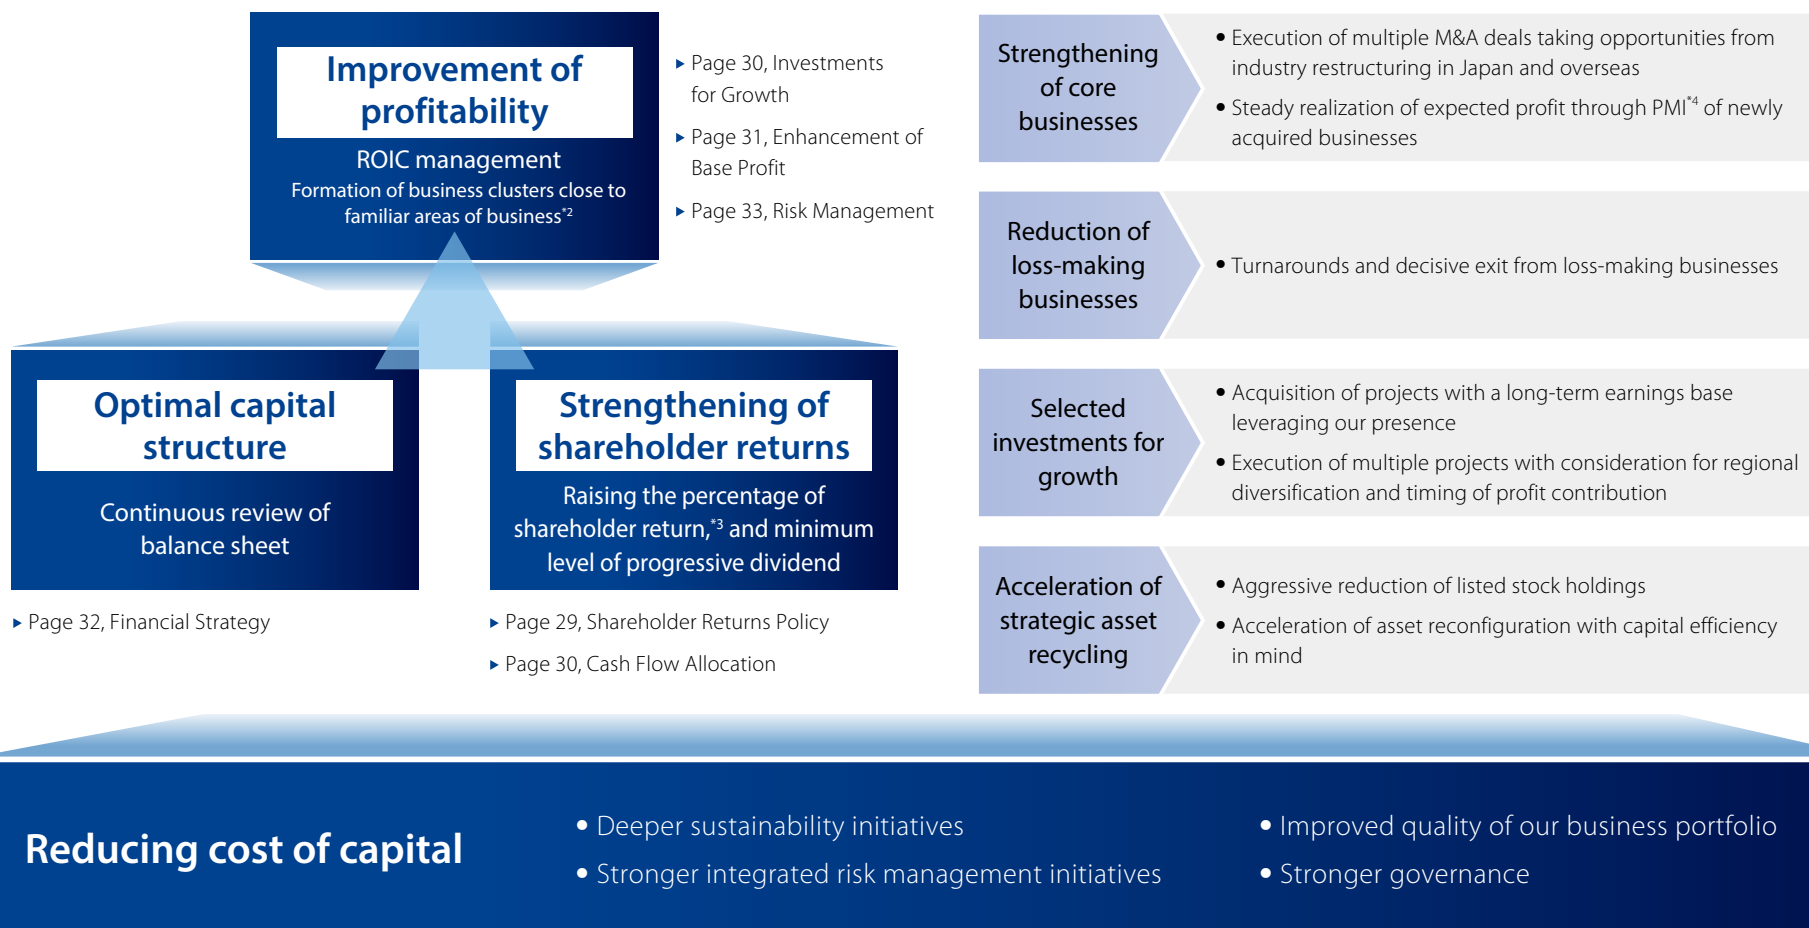 Improvement of
profitability
ROIC management
Formation of business clusters close to
familiar areas of business*2
▸ Page 30, Investments
for Growth
▸ Page 31, Enhancement of
Base Profit
▸ Page 33, Risk Management
Optimal capital
structure
Continuous review of
balance sheet
▸ Page 32, Financial Strategy
Strengthening of
shareholder returns
Raising the percentage of
shareholder return,*3 and minimum
level of progressive dividend
▸ Page 29, Shareholder Returns Policy
▸ Page 30, Cash Flow Allocation
Strengthening
of core
businesses
• Execution of multiple M&A deals taking opportunities from
industry restructuring in Japan and overseas
• Steady realization of expected profit through PMI*4 of newly
acquired businesses
Reduction of
loss-making
businesses
• Turnarounds and decisive exit from loss-making businesses
Selected
investments for
growth
• Acquisition of projects with a long-term earnings base
leveraging our presence
• Execution of multiple projects with consideration for regional
diversification and timing of profit contribution
Acceleration of
strategic asset
recycling
• Aggressive reduction of listed stock holdings
• Acceleration of asset reconfiguration with capital efficiency
in mind
Reducing cost of capital
• Deeper sustainability initiatives
• Stronger integrated risk management initiatives
• Improved quality of our business portfolio
• Stronger governance